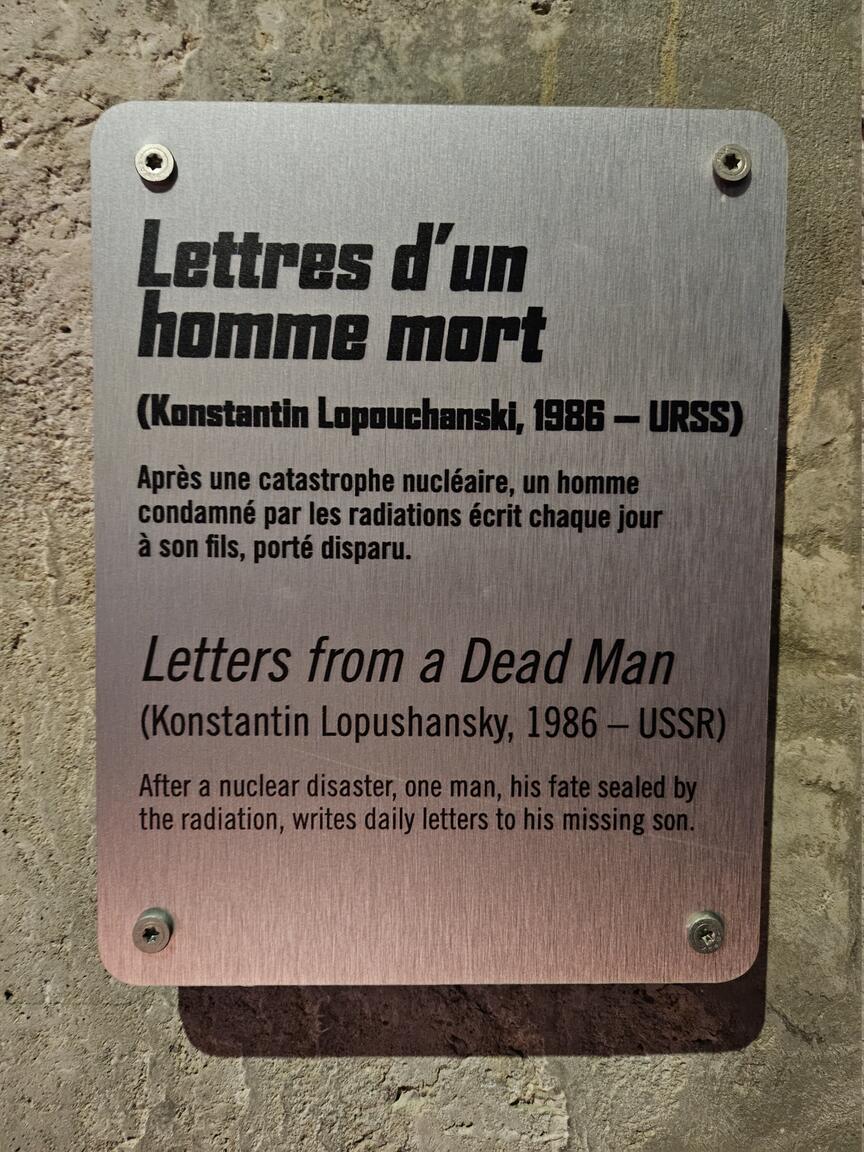 Lettres d'un
homme mort
(Konstantin Lopouchanski, 1986 – URSS)
Après une catastrophe nucléaire, un homme
condamné par les radiations écrit chaque jour
à son fils, porté disparu.
Letters from a Dead Man
(Konstantin Lopushansky, 1986 – USSR)
After a nuclear disaster, one man, his fate sealed by
the radiation, writes daily letters to his missing son.